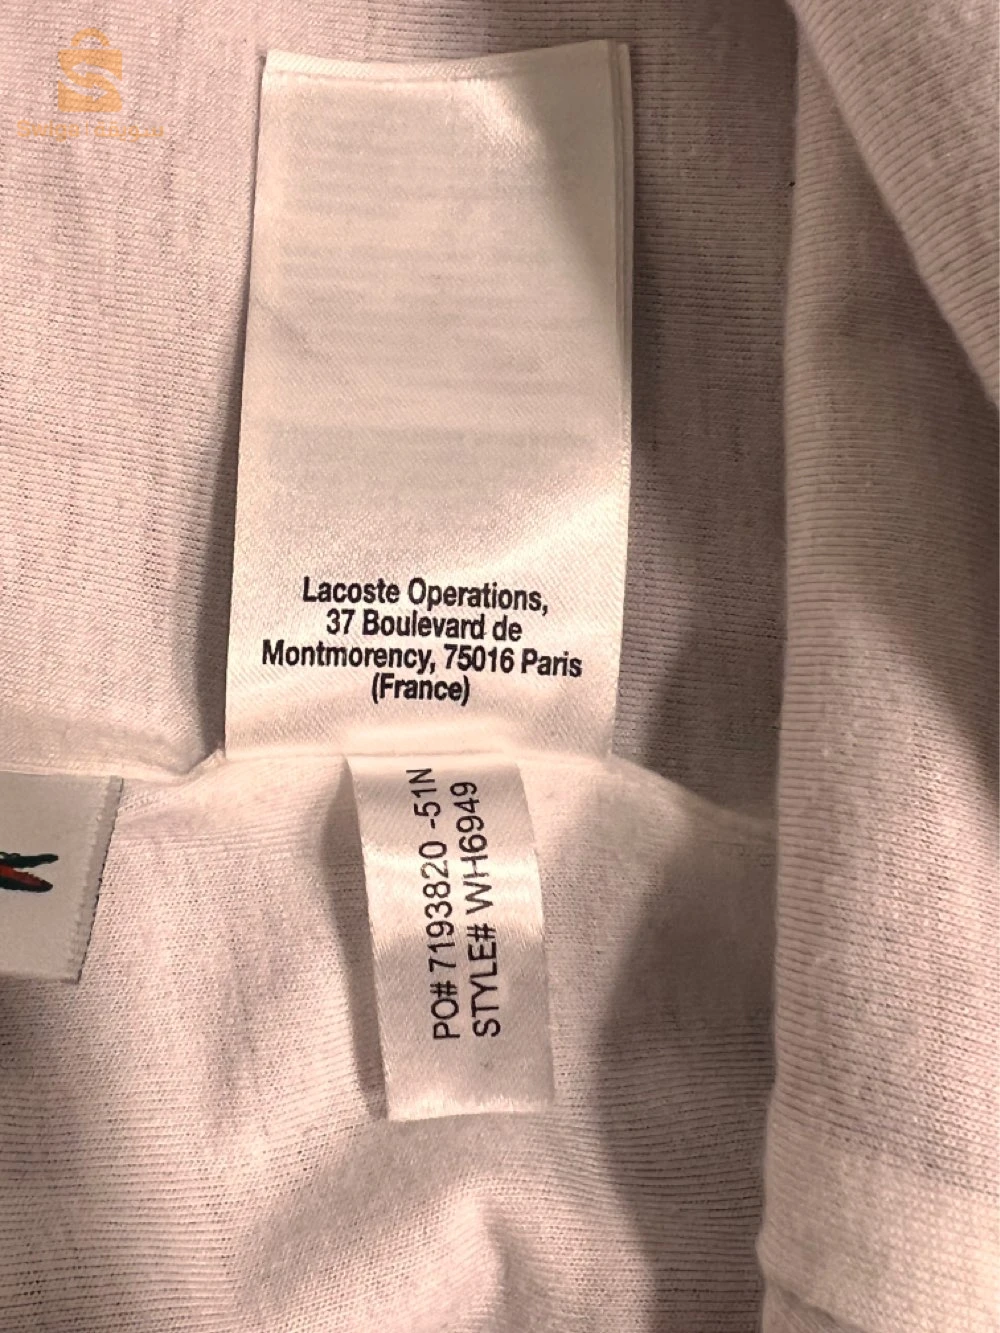 Lacoste Operations,
37 Boulevard de
Montmorency, 75016 Paris
(France)
PO# 7193820 -51N
STYLE# WH6949